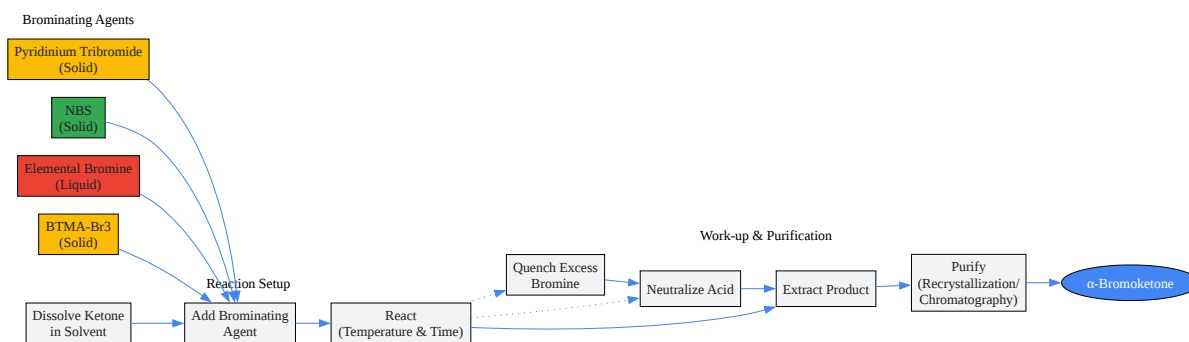 Brominating Agents
Pyridinium Tribromide
(Solid)
NBS
(Solid)
Elemental Bromine
(Liquid)
BTMA-Br3
(Solid)
Reaction Setup
Dissolve Ketone
in Solvent
Add Brominating
Agent
React
(Temperature & Time)
Work-up & Purification
Quench Excess
Bromine
Neutralize Acid
Extract Product
Purify
(Recrystallization/
Chromatography)
α-Bromoketone